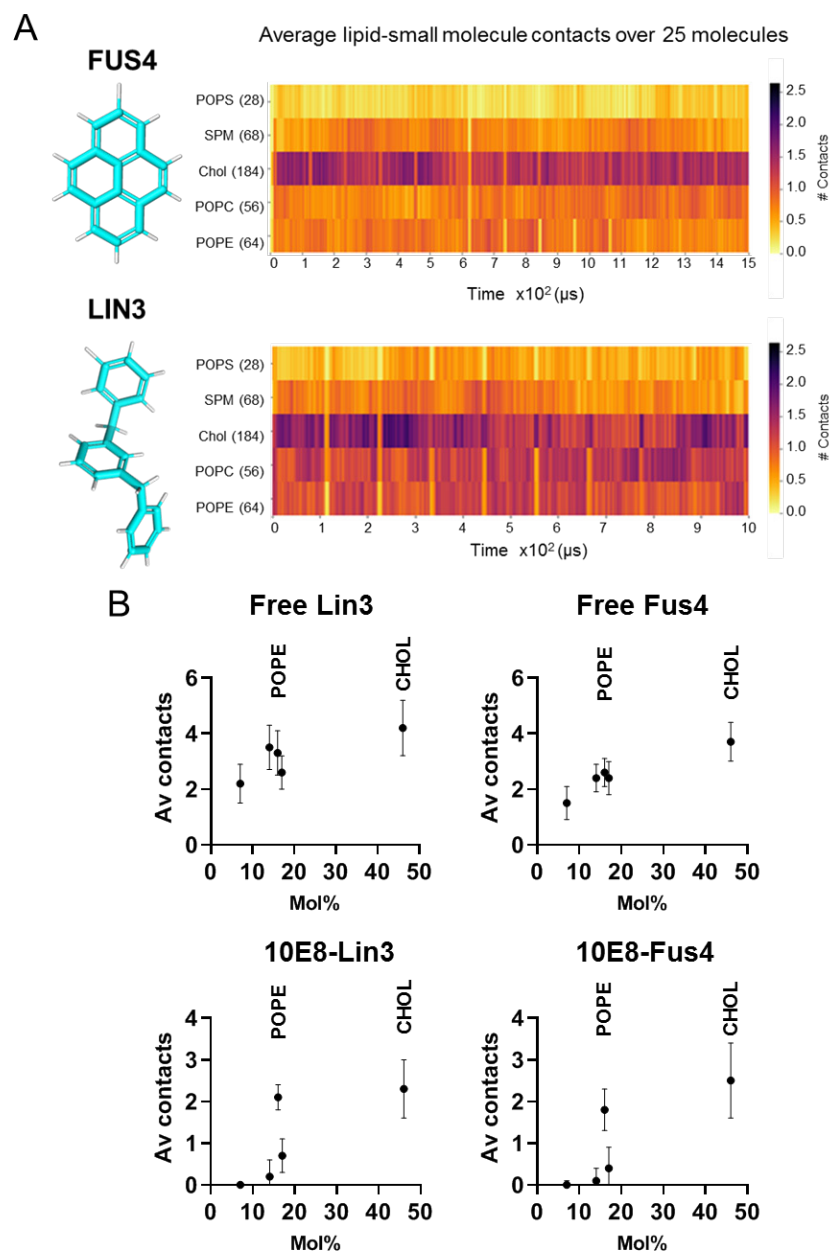 A
Average lipid-small molecule contacts over 25 molecules
FUS4
POPS (28)
SPM (68)
Chol (184)
POPC (56)
POPE (64)
0 1 2 3 4 5 6 7 8 9 10 11 12 13 14 15
Time x10² (µs)
2.5
2.0
1.5
1.0
0.5
0.0
# Contacts
LIN3
POPS (28)
SPM (68)
Chol (184)
POPC (56)
POPE (64)
0 1 2 3 4 5 6 7 8 9 10
Time x10² (µs)
2.5
2.0
1.5
1.0
0.5
0.0
# Contacts
B
Free Lin3
POPE
CHOL
Av contacts
6
4
2
0
0 10 20 30 40 50
Mol%
Free Fus4
POPE
CHOL
Av contacts
6
4
2
0
0 10 20 30 40 50
Mol%
10E8-Lin3
POPE
CHOL
Av contacts
4
3
2
1
0
0 10 20 30 40 50
Mol%
10E8-Fus4
POPE
CHOL
Av contacts
4
3
2
1
0
0 10 20 30 40 50
Mol%